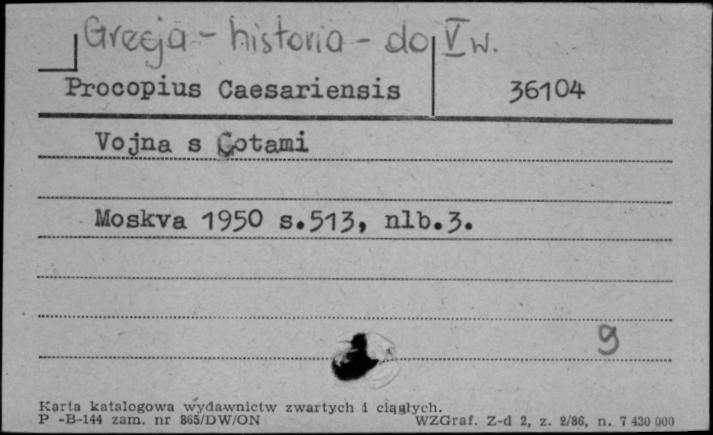 Grecja - historia - do V w.
Procopius Caesariensis 36104
Vojna s Gotami
Moskva 1950 s.513, nlb.3.
9
Karta katalogowa wydawnictw zwartych i ciągłych.
P -B-144 zam. nr 865/DW/ON WZGraf. Z-d 2, z. 2/86, n. 7 430 000